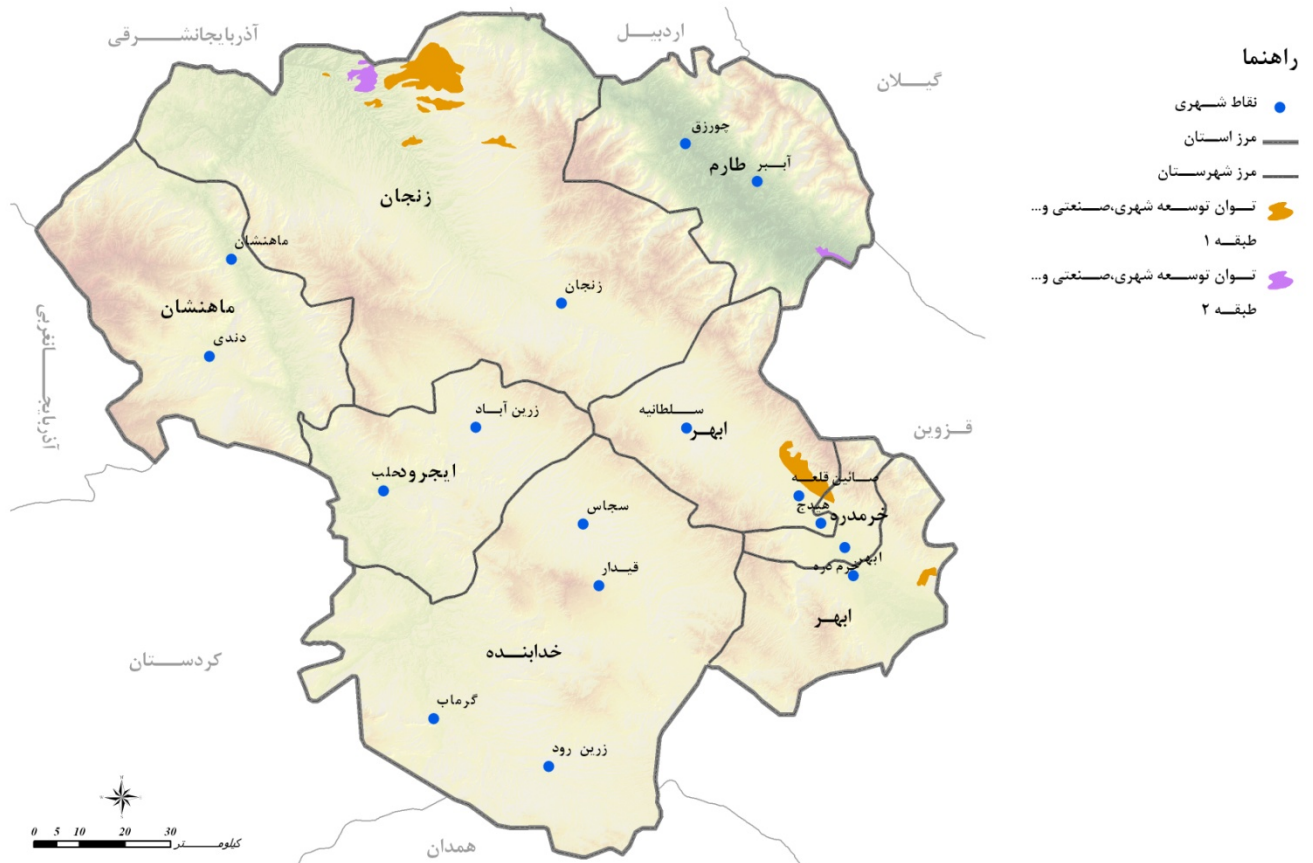 آذربایجانشرقی
اردبیل
گیلان
راهنما
نقاط شهری
مرز استان
مرز شهرستان
توان توسعه شهری،صنعتی و...
طبقه ۱
توان توسعه شهری،صنعتی و...
طبقه ۲
چورزق
آببر
طارم
زنجان
ماهنشان
زنجان
ماهنشان
دندی
آذربایجانغربی
قزوین
زرین آباد
سلطانیه
ابهر
ایجرود
حلب
صائین قلعه
هیدج
خرمدره
سجاس
ابهر
خرم دره
قیدار
ابهر
خدابنده
کردستان
گرماب
زرین رود
همدان
0 5 10 20 30
کیلومتر